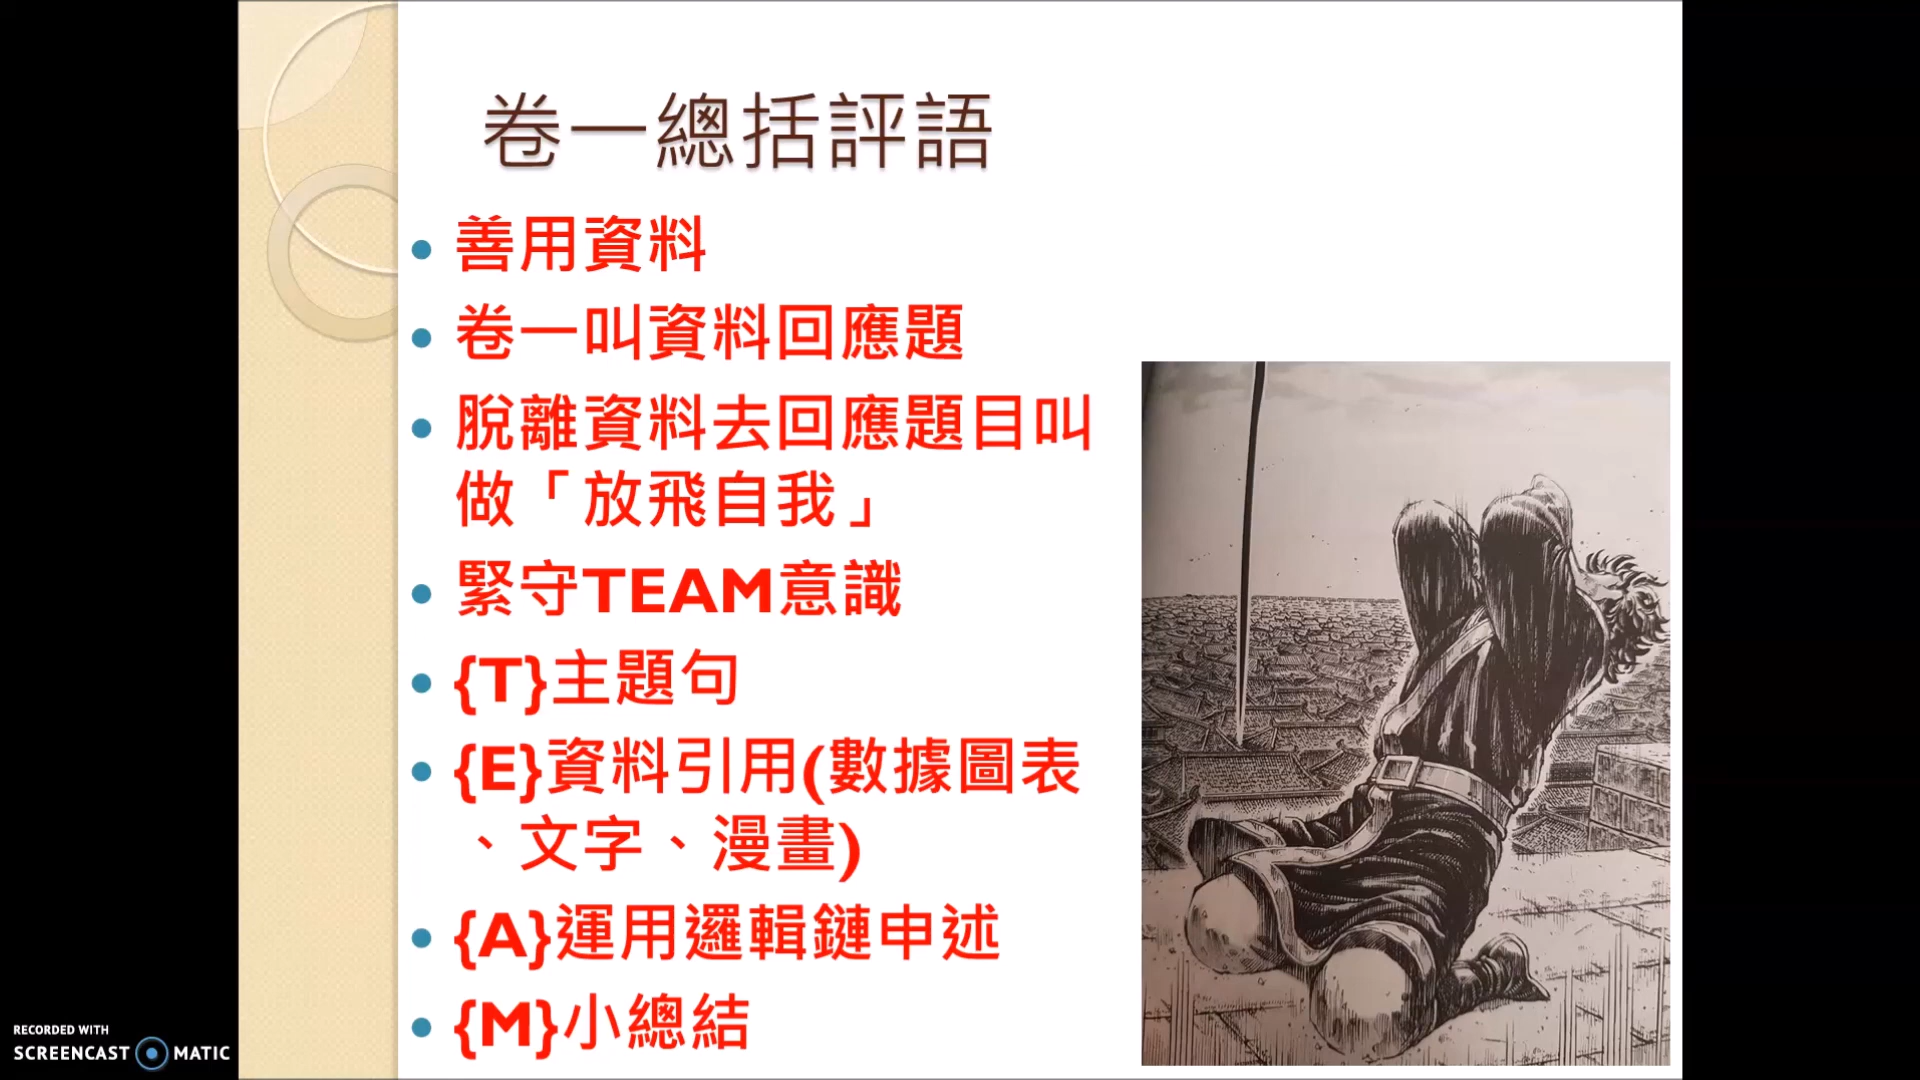 卷一總括評語
善用資料
卷一叫資料回應題
脫離資料去回應題目叫
做「放飛自我」
緊守TEAM意識
{T}主題句
{E}資料引用(數據圖表
、文字、漫畫)
{A}運用邏輯鏈申述
{M}小總結
RECORDED WITH
SCREENCAST MATIC